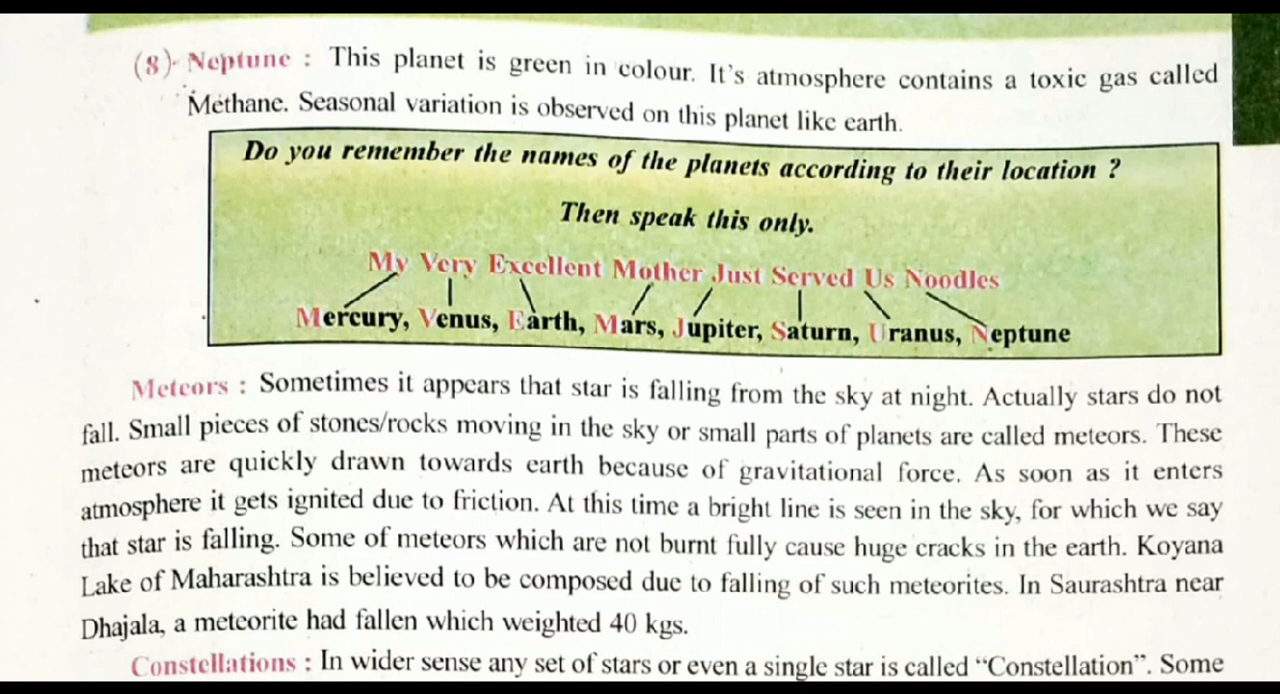 (8) Neptune : This planet is green in colour. It's atmosphere contains a toxic gas called
Methane. Seasonal variation is observed on this planet like earth.
Do you remember the names of the planets according to their location ?
Then speak this only.
My Very Excellent Mother Just Served Us Noodles
Mercury, Venus, Earth, Mars, Jupiter, Saturn, Uranus, Neptune
Meteors : Sometimes it appears that star is falling from the sky at night. Actually stars do not
fall. Small pieces of stones/rocks moving in the sky or small parts of planets are called meteors. These
meteors are quickly drawn towards earth because of gravitational force. As soon as it enters
atmosphere it gets ignited due to friction. At this time a bright line is seen in the sky, for which we say
that star is falling. Some of meteors which are not burnt fully cause huge cracks in the earth. Koyana
Lake of Maharashtra is believed to be composed due to falling of such meteorites. In Saurashtra near
Dhajala, a meteorite had fallen which weighted 40 kgs.
Constellations : In wider sense any set of stars or even a single star is called “Constellation”. Some